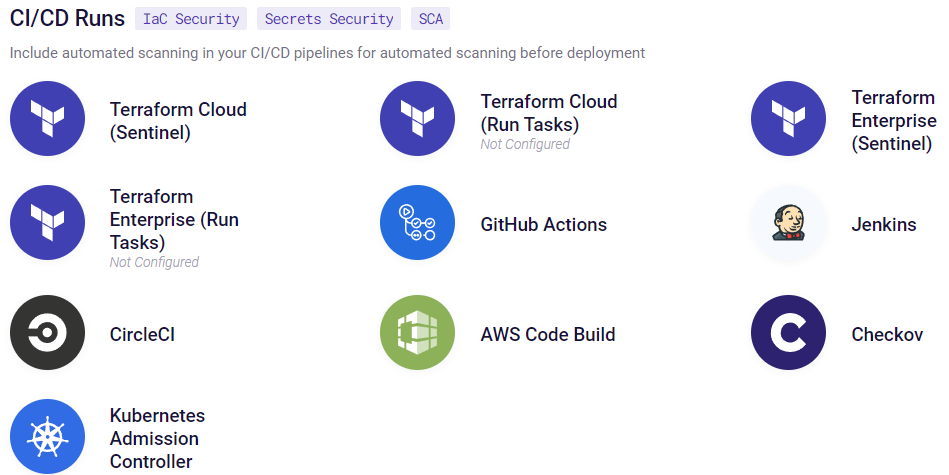 CI/CD Runs IaC Security Secrets Security SCA
Include automated scanning in your CI/CD pipelines for automated scanning before deployment
Terraform Cloud
(Sentinel)
Terraform Cloud
(Run Tasks)
Not Configured
Terraform
Enterprise
(Sentinel)
Terraform
Enterprise (Run
Tasks)
Not Configured
GitHub Actions
Jenkins
CircleCI
AWS Code Build
Checkov
Kubernetes
Admission
Controller